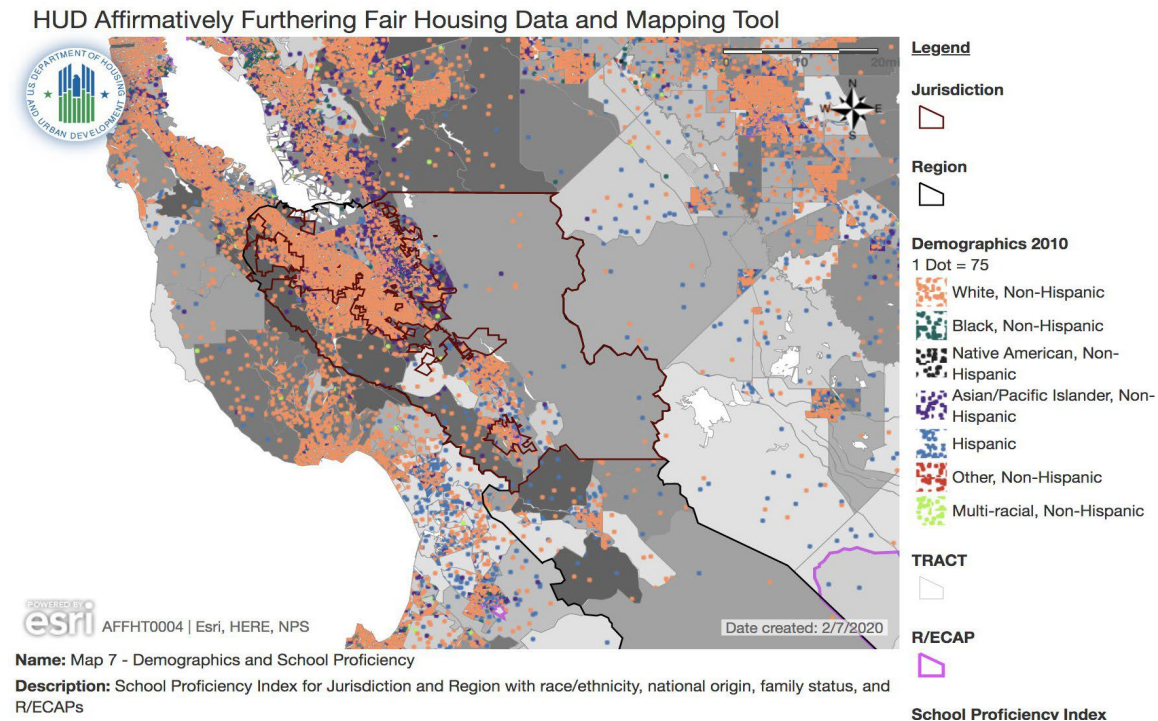 HUD Affirmatively Furthering Fair Housing Data and Mapping Tool
U.S. DEPARTMENT OF HOUSING
AND URBAN DEVELOPMENT
0 10 20mi
N
W E
S
POWERED BY
esri
AFFHT0004 | Esri, HERE, NPS
Date created: 2/7/2020
Name: Map 7 - Demographics and School Proficiency
Description: School Proficiency Index for Jurisdiction and Region with race/ethnicity, national origin, family status, and
R/ECAPs
Legend
Jurisdiction
Region
Demographics 2010
1 Dot = 75
White, Non-Hispanic
Black, Non-Hispanic
Native American, Non-
Hispanic
Asian/Pacific Islander, Non-
Hispanic
Hispanic
Other, Non-Hispanic
Multi-racial, Non-Hispanic
TRACT
R/ECAP
School Proficiency Index